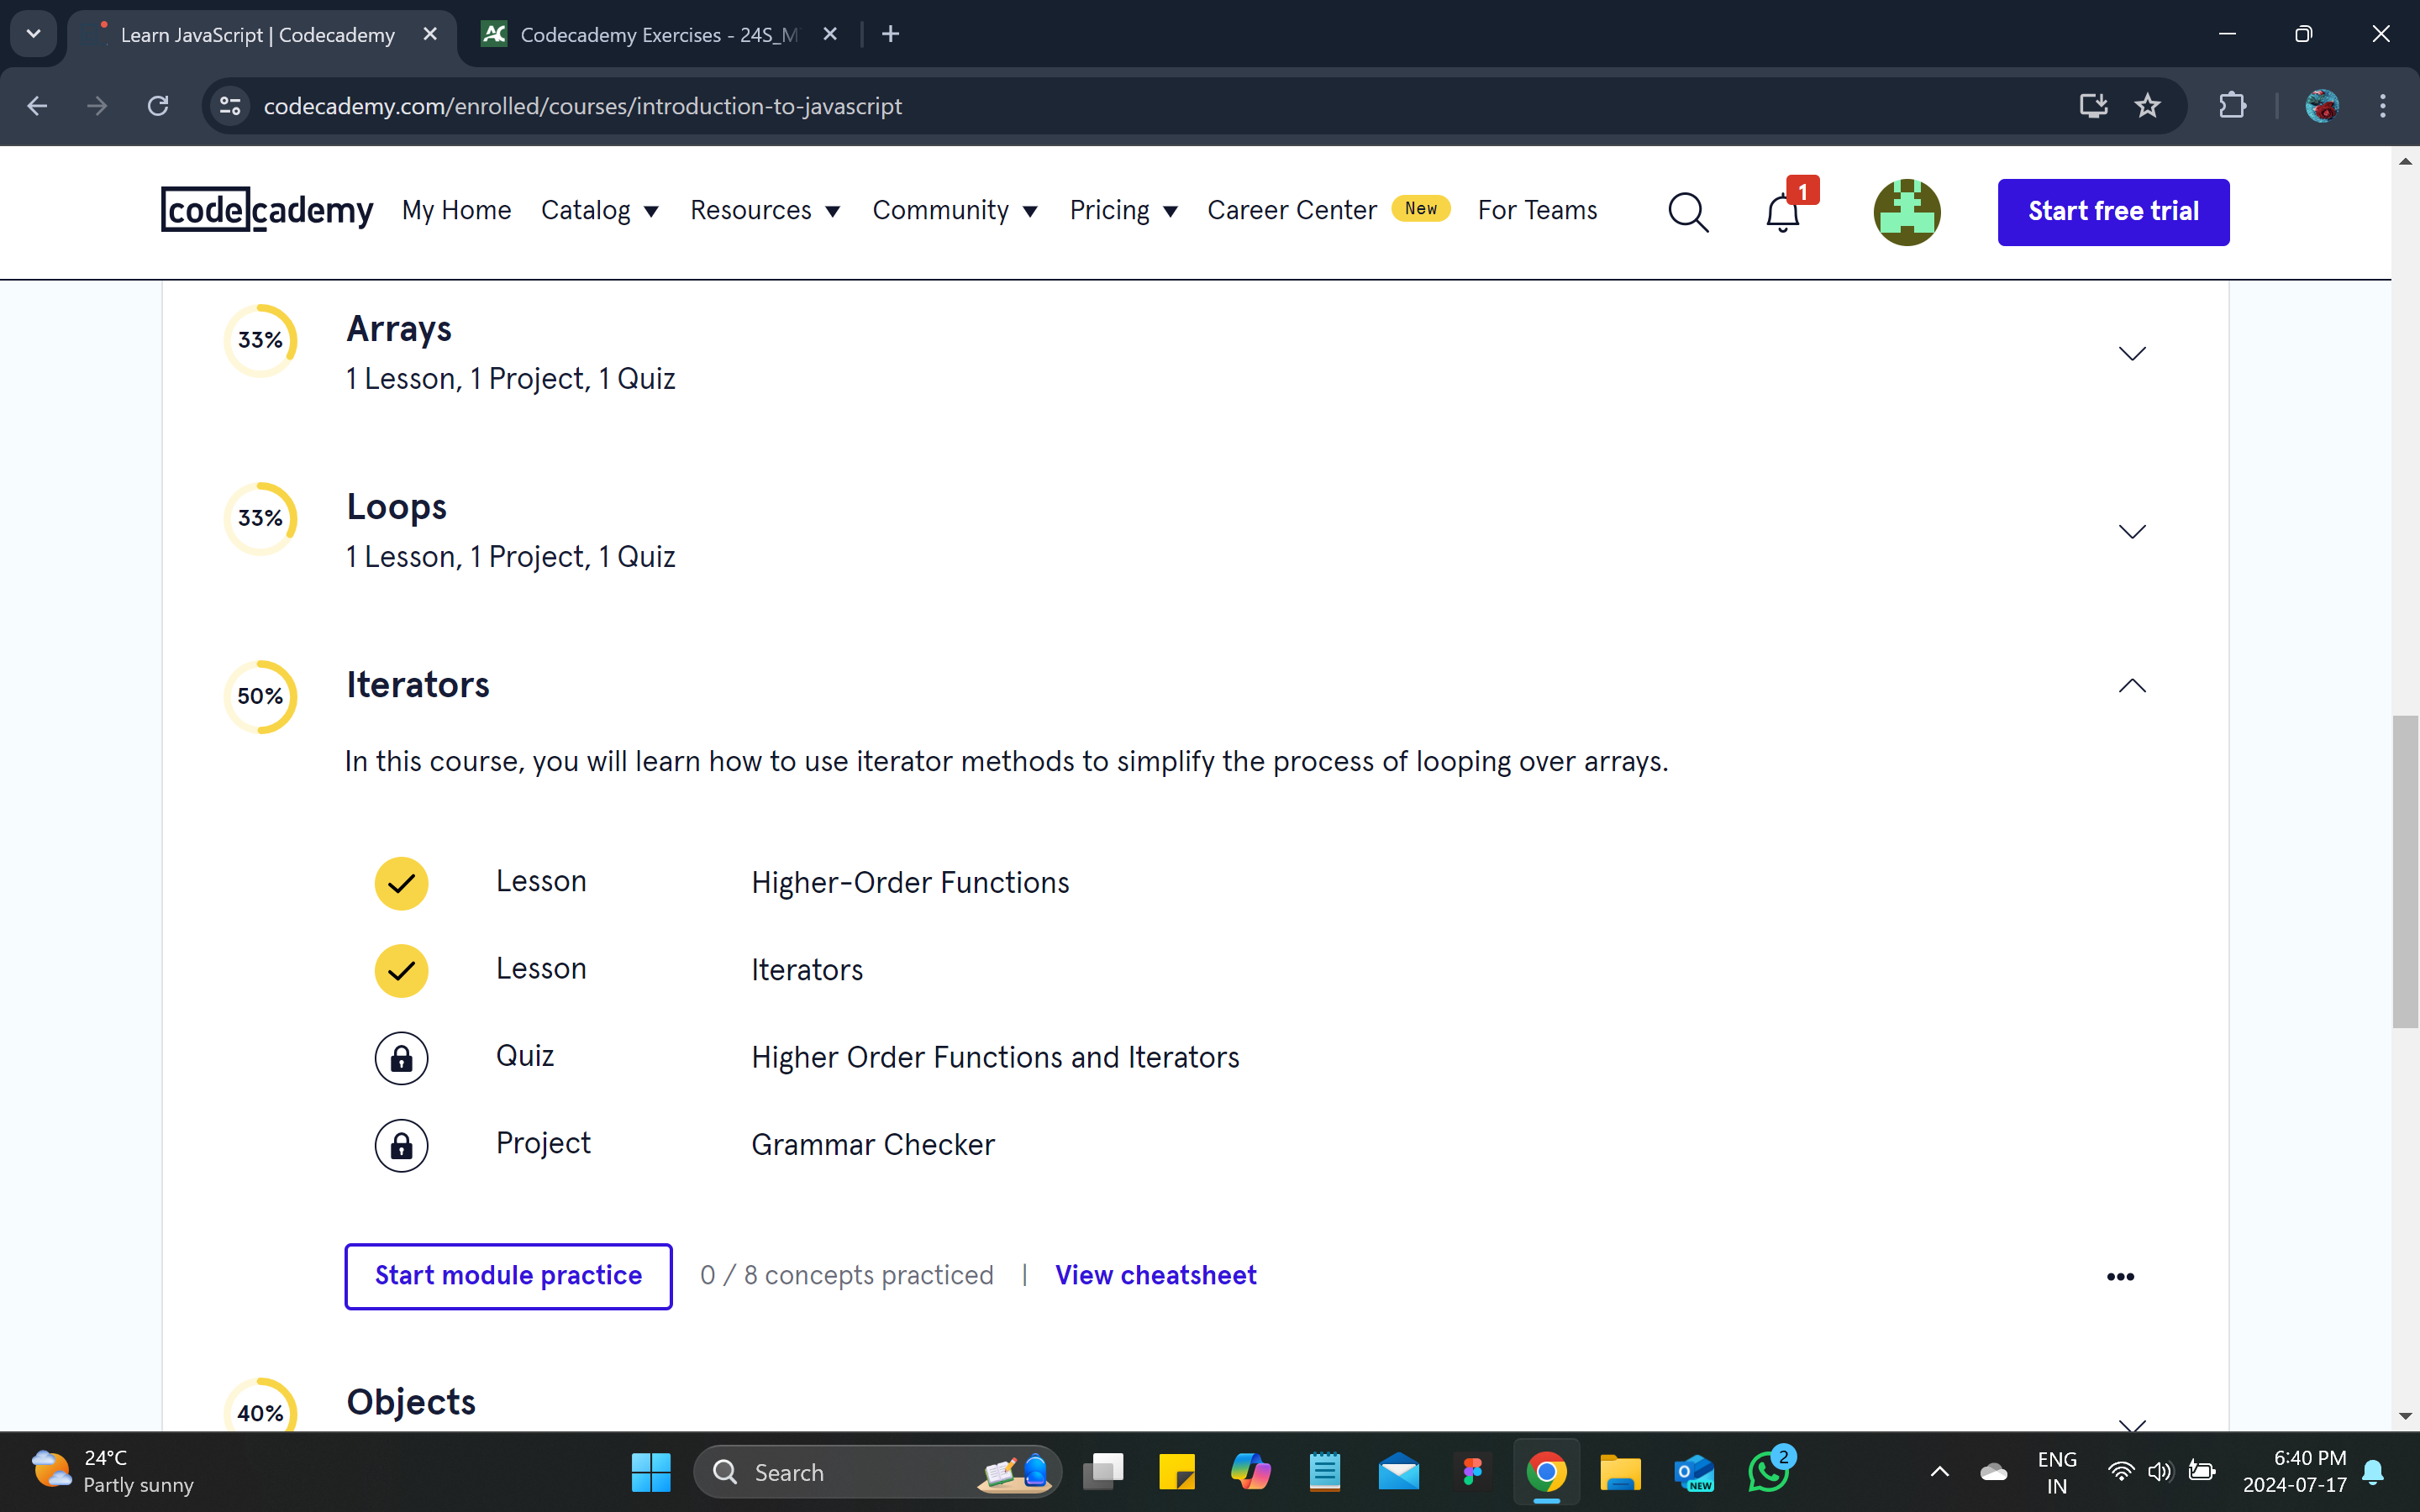 Learn JavaScript | Codecademy
Codecademy Exercises - 24S_M
codecademy.com/enrolled/courses/introduction-to-javascript
codecademy My Home Catalog Resources Community Pricing Career Center New For Teams 1 Start free trial
33% Arrays
1 Lesson, 1 Project, 1 Quiz
33% Loops
1 Lesson, 1 Project, 1 Quiz
50% Iterators
In this course, you will learn how to use iterator methods to simplify the process of looping over arrays.
Lesson Higher-Order Functions
Lesson Iterators
Quiz Higher Order Functions and Iterators
Project Grammar Checker
Start module practice 0 / 8 concepts practiced | View cheatsheet
40% Objects
24°C
Partly sunny
Search
NEW
2
ENG
IN
6:40 PM
2024-07-17